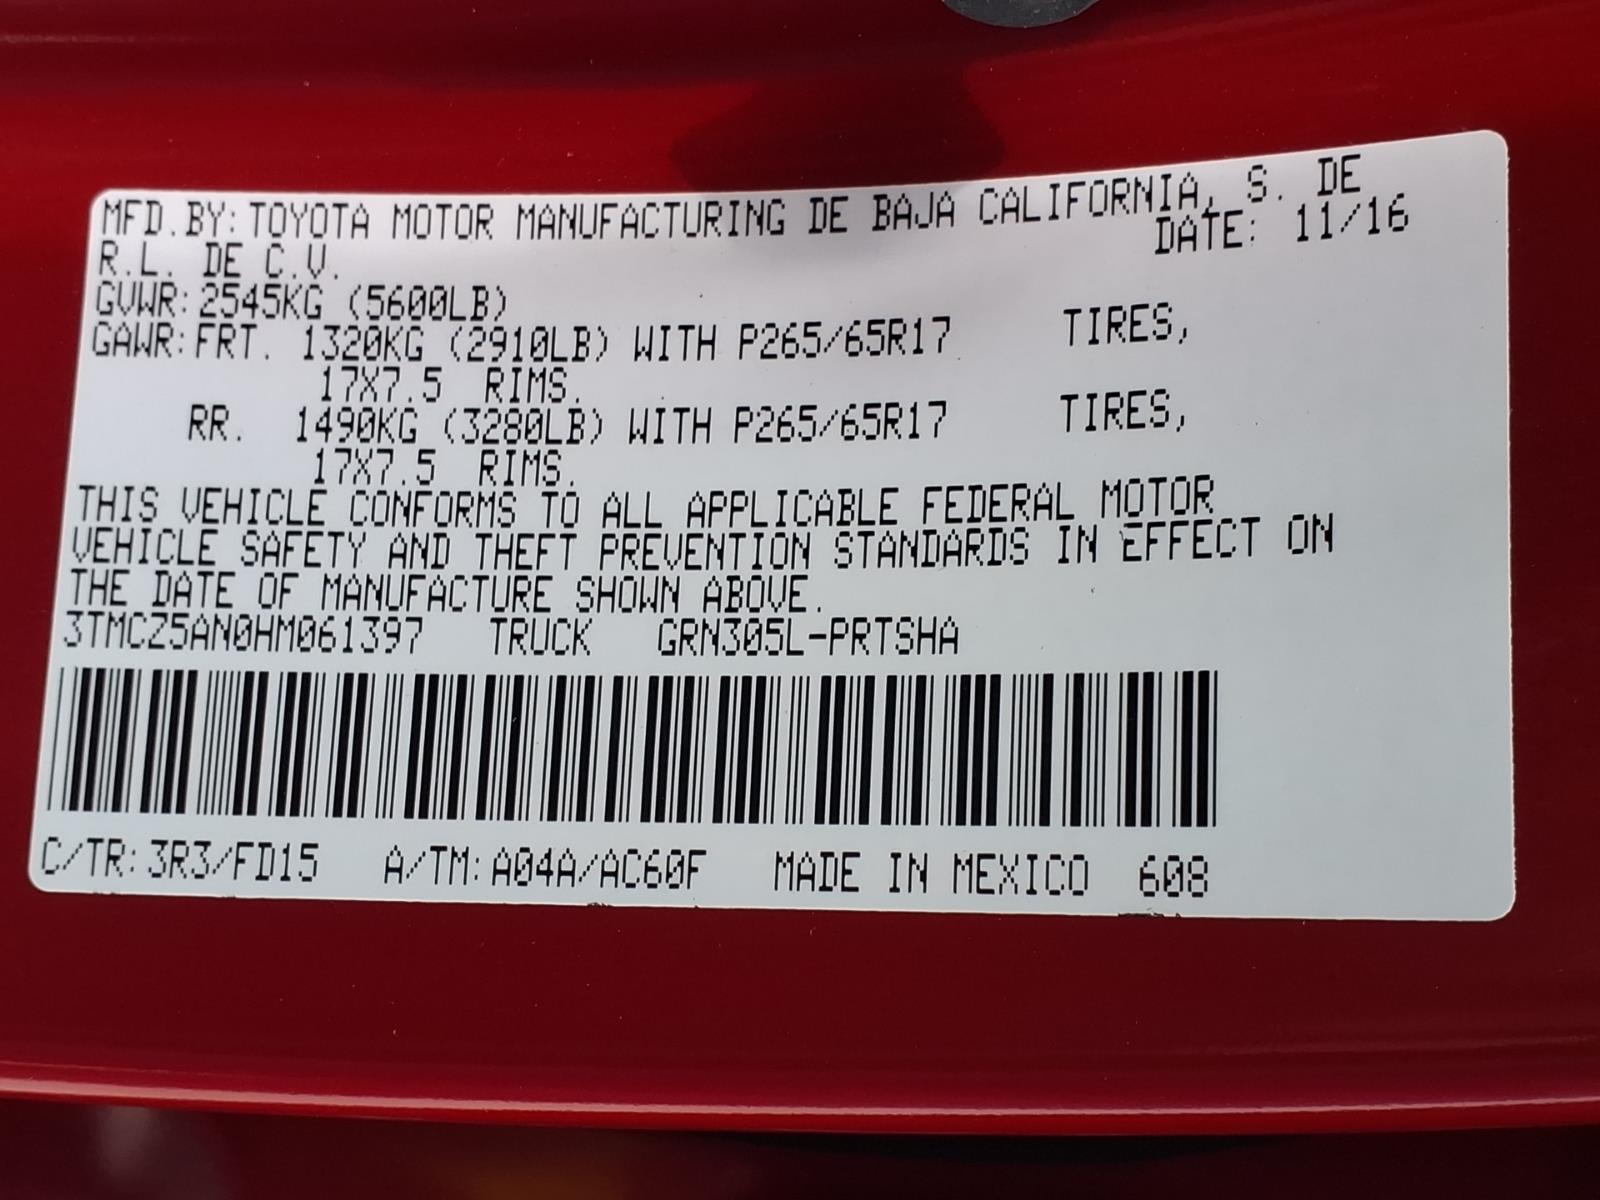 MFD.BY: TOYOTA MOTOR MANUFACTURING DE BAJA CALIFORNIA, S. DE
R.L. DE C.V. DATE: 11/16
GVWR: 2545KG (5600LB)
GAWR: FRT. 1320KG (2910LB) WITH P265/65R17 TIRES,
17X7.5 RIMS.
RR. 1490KG (3280LB) WITH P265/65R17 TIRES,
17X7.5 RIMS.
THIS VEHICLE CONFORMS TO ALL APPLICABLE FEDERAL MOTOR
VEHICLE SAFETY AND THEFT PREVENTION STANDARDS IN EFFECT ON
THE DATE OF MANUFACTURE SHOWN ABOVE.
3TMCZ5AN0HM061397 TRUCK GRN305L-PRTSHA
C/TR: 3R3/FD15 A/TM: A04A/AC60F MADE IN MEXICO 608